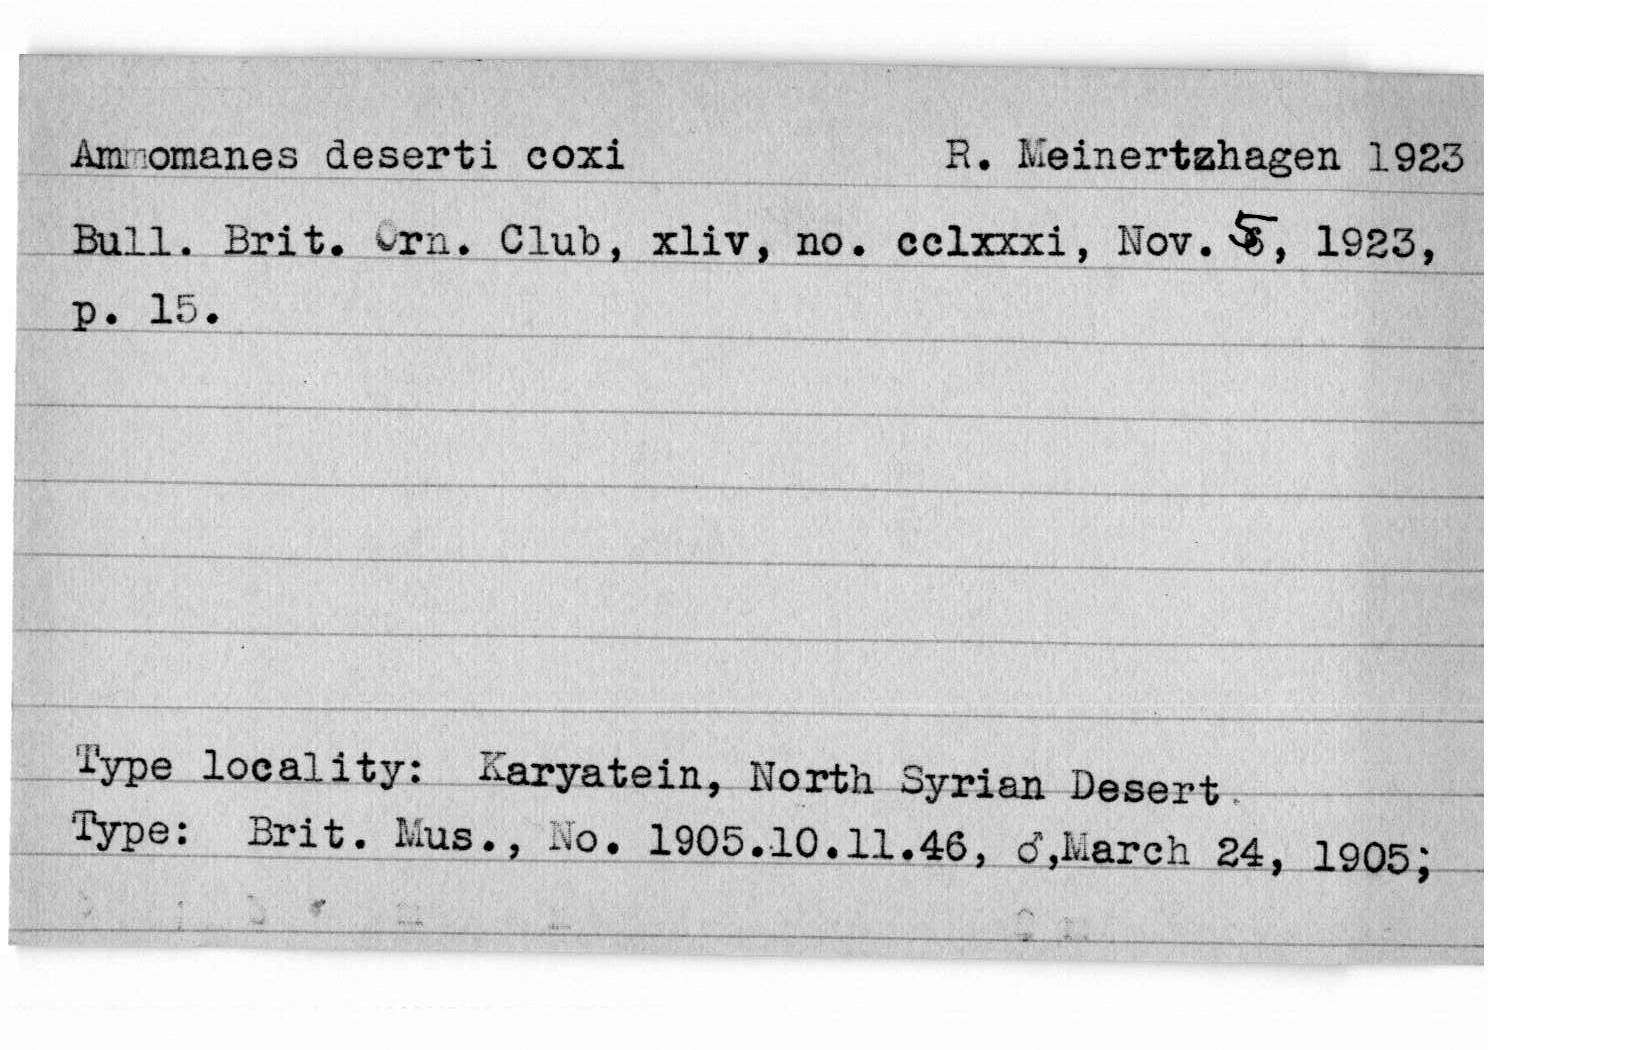 Ammomanes deserti coxi R. Meinertzhagen 1923
Bull. Brit. Orn. Club, xliv, no. cclxxxi, Nov. 5, 1923,
p. 15.
Type locality: Karyatein, North Syrian Desert.
Type: Brit. Mus., No. 1905.10.11.46, ♂,March 24, 1905;